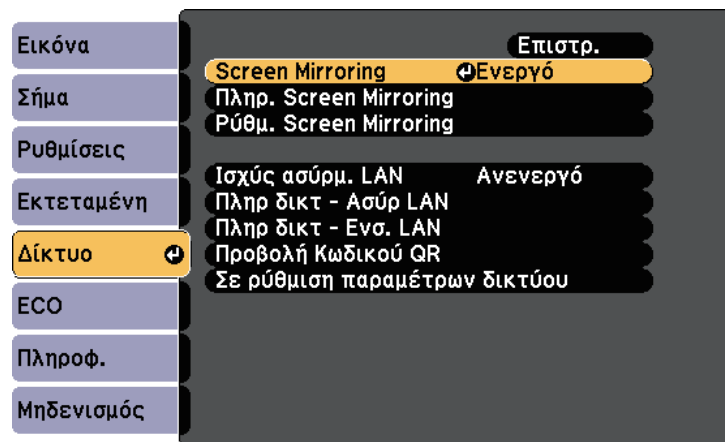 Εικόνα
Σήμα
Ρυθμίσεις
Εκτεταμένη
Δίκτυο
ECO
Πληροφ.
Μηδενισμός
Επιστρ.
Screen Mirroring Ενεργό
Πληρ. Screen Mirroring
Ρύθμ. Screen Mirroring
Ισχύς ασύρμ. LAN Ανενεργό
Πληρ δικτ - Ασύρ LAN
Πληρ δικτ - Ενσ. LAN
Προβολή Κωδικού QR
Σε ρύθμιση παραμέτρων δικτύου